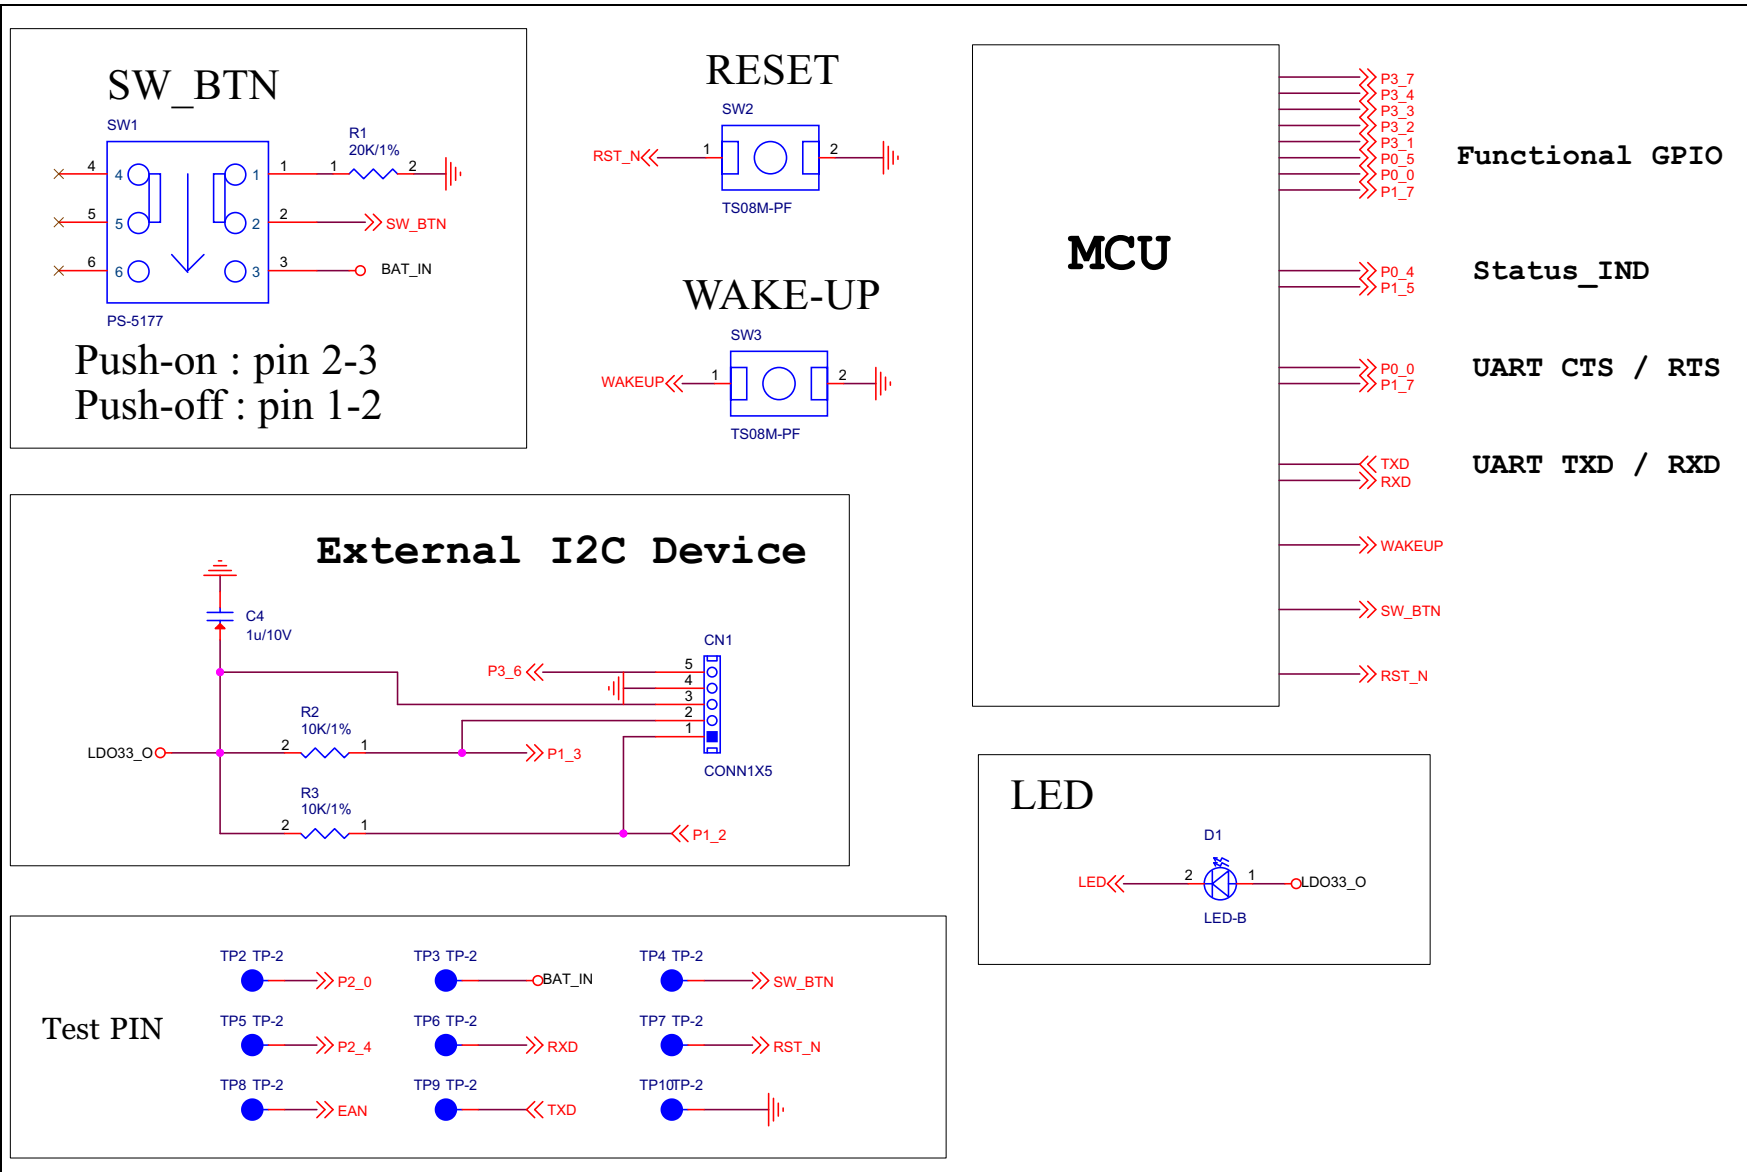 SW_BTN
SW1
R1
20K/1%
4 4 1 1 1 2
5 5 2 2 SW_BTN
6 6 3 3 BAT_IN
PS-5177
Push-on : pin 2-3
Push-off : pin 1-2
RESET
SW2
RST_N 1 2
TS08M-PF
WAKE-UP
SW3
WAKEUP 1 2
TS08M-PF
MCU
P3_7
P3_4
P3_3
P3_2
P3_1
P0_5
P0_0
P1_7
Functional GPIO
P0_4
P1_5
Status_IND
P0_0
P1_7
UART CTS / RTS
TXD
RXD
UART TXD / RXD
WAKEUP
SW_BTN
RST_N
External I2C Device
C4
1u/10V
CN1
P3_6 5
4
3
2
1
CONN1X5
R2
10K/1%
LDO33_O 2 1 P1_3
R3
10K/1%
2 1 P1_2
LED
D1
LED 2 1 LDO33_O
LED-B
Test PIN
TP2 TP-2
P2_0
TP3 TP-2
BAT_IN
TP4 TP-2
SW_BTN
TP5 TP-2
P2_4
TP6 TP-2
RXD
TP7 TP-2
RST_N
TP8 TP-2
EAN
TP9 TP-2
TXD
TP10TP-2